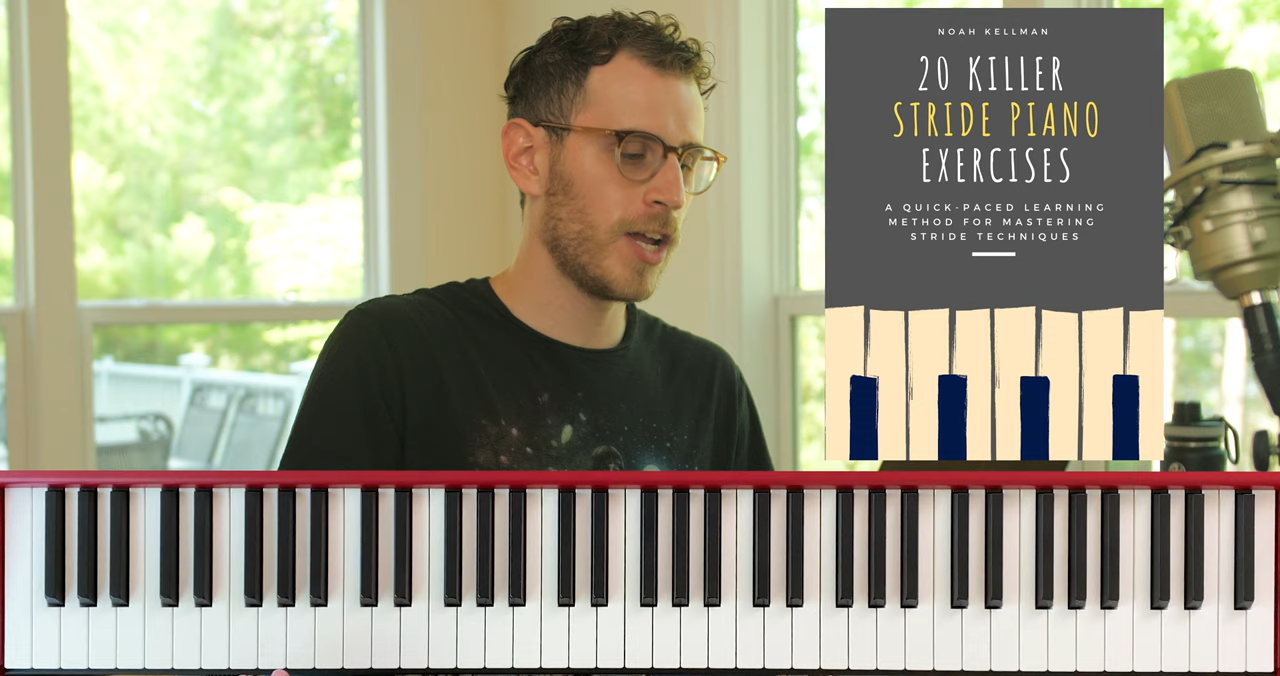 NOAH KELLMAN
20 KILLER
STRIDE PIANO
EXERCISES
A QUICK-PACED LEARNING
METHOD FOR MASTERING
STRIDE TECHNIQUES